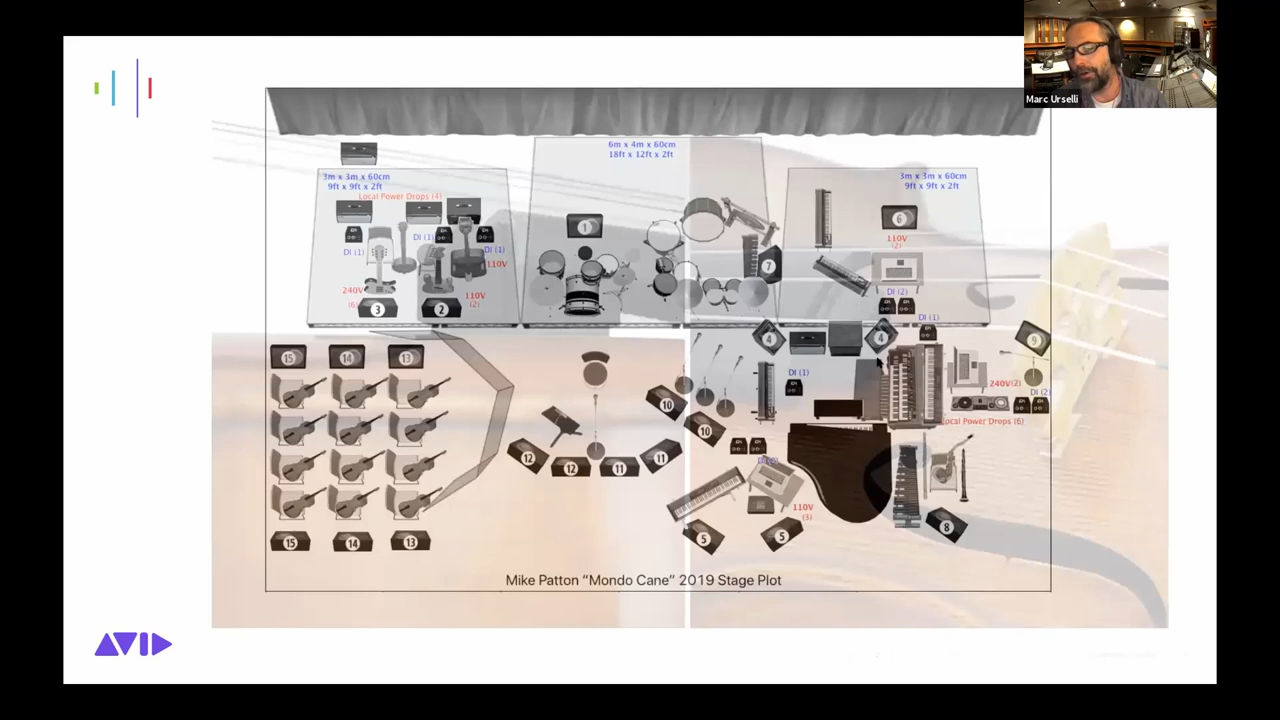 Marc Urselli
6m x 4m x 60cm
18ft x 12ft x 2ft
3m x 3m x 60cm
9ft x 9ft x 2ft
3m x 3m x 60cm
9ft x 9ft x 2ft
Local Power Drops (4)
1
6
110V
(2)
DI (1)
DI (1)
DI (1)
110V
7
240V
(6)
110V
(2)
3
2
DI (2)
DI (1)
4
4
9
15
14
13
DI (1)
240V(2)
DI (2)
10
Local Power Drops (6)
10
12
12
11
11
110V
(3)
5
5
8
15
14
13
Mike Patton “Mondo Cane” 2019 Stage Plot
AVID